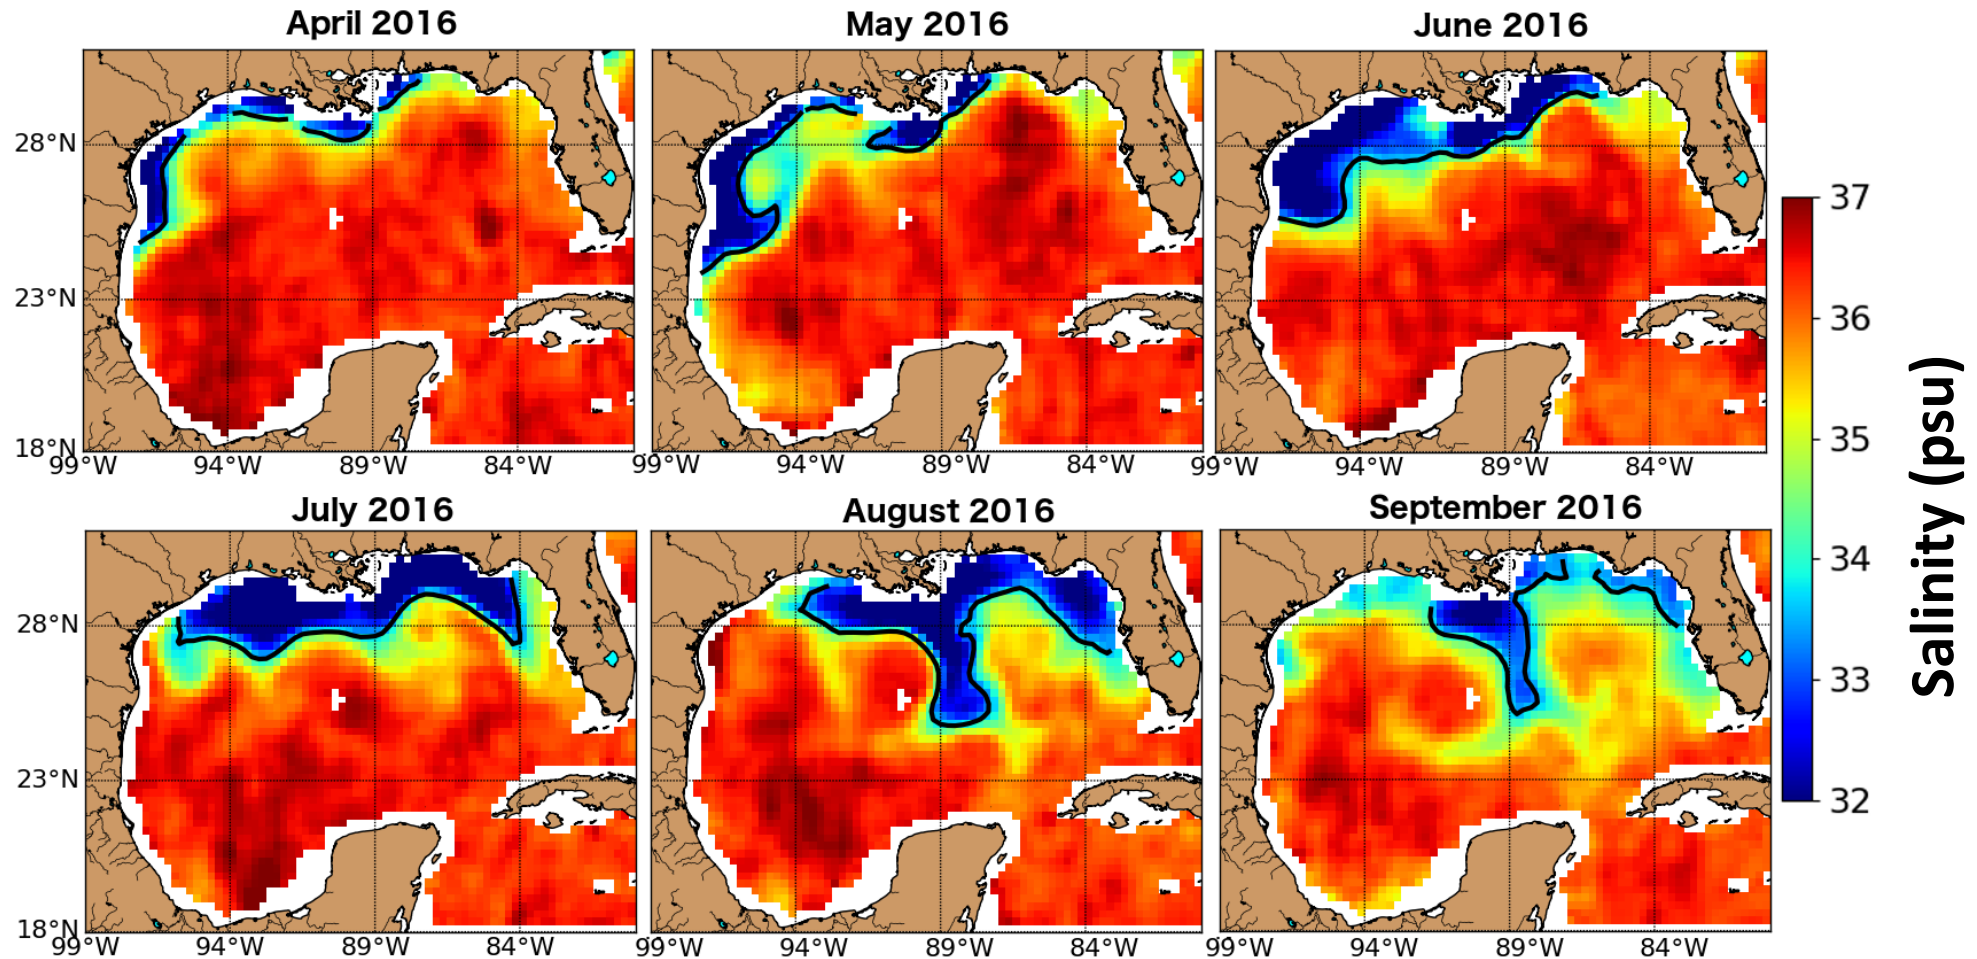 April 2016
May 2016
June 2016
28°N
23°N
18°N
99°W 94°W 89°W 84°W
99°W 94°W 89°W 84°W
99°W 94°W 89°W 84°W
37
36
35
34
33
32
Salinity (psu)
July 2016
August 2016
September 2016
28°N
23°N
18°N
99°W 94°W 89°W 84°W
99°W 94°W 89°W 84°W
99°W 94°W 89°W 84°W